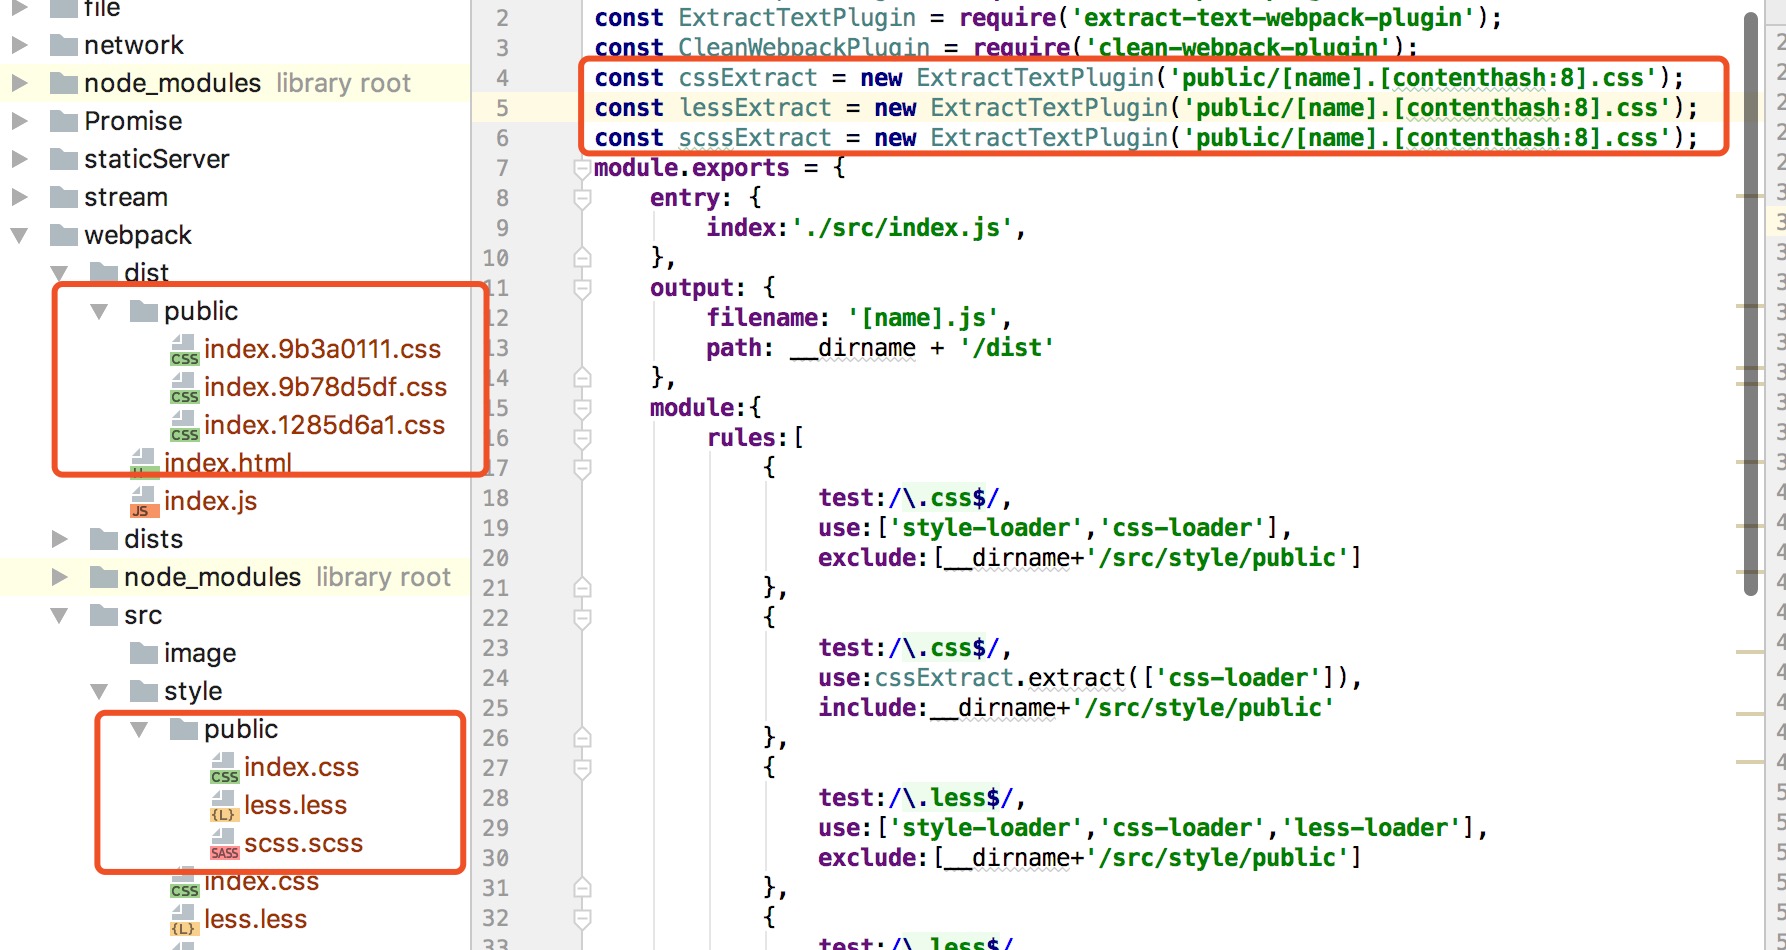 file
network
node_modules library root
Promise
staticServer
stream
webpack
dist
public
index.9b3a0111.css
index.9b78d5df.css
index.1285d6a1.css
index.html
index.js
dists
node_modules library root
src
image
style
public
index.css
less.less
scss.scss
index.css
less.less
2 const ExtractTextPlugin = require('extract-text-webpack-plugin');
3 const CleanWebpackPlugin = require('clean-webpack-plugin');
4 const cssExtract = new ExtractTextPlugin('public/[name].[contenthash:8].css');
5 const lessExtract = new ExtractTextPlugin('public/[name].[contenthash:8].css');
6 const scssExtract = new ExtractTextPlugin('public/[name].[contenthash:8].css');
7 module.exports = {
8 entry: {
9 index:'./src/index.js',
10 },
11 output: {
12 filename: '[name].js',
13 path: __dirname + '/dist'
14 },
15 module:{
16 rules:[
17 {
18 test:/\.css$/,
19 use:['style-loader','css-loader'],
20 exclude:[__dirname+'/src/style/public']
21 },
22 {
23 test:/\.css$/,
24 use:cssExtract.extract(['css-loader']),
25 include:__dirname+'/src/style/public'
26 },
27 {
28 test:/\.less$/,
29 use:['style-loader','css-loader','less-loader'],
30 exclude:[__dirname+'/src/style/public']
31 },
32 {
33 test:/\.less$/